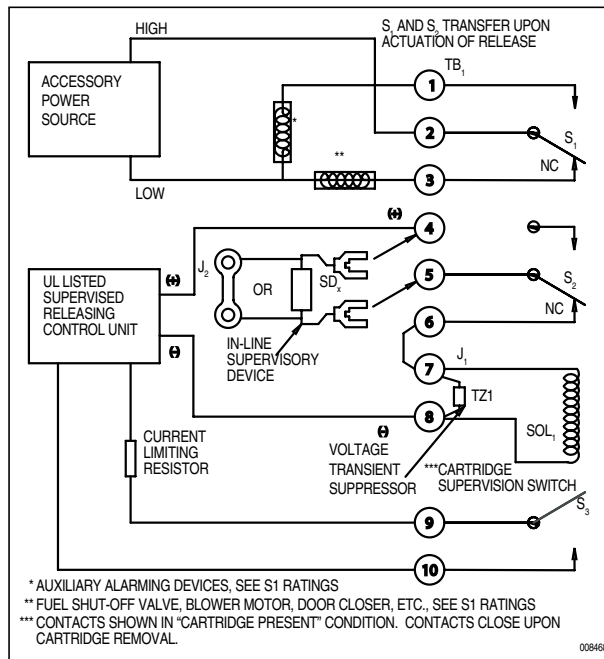 HIGH
S1 AND S2 TRANSFER UPON
ACTUATION OF RELEASE
ACCESSORY
POWER
SOURCE
TB1
1
*
2
S1
**
NC
3
LOW
(+)
4
J2
(+)
SDX
OR
5
S2
UL LISTED
SUPERVISED
RELEASING
CONTROL UNIT
NC
6
(-)
IN-LINE
SUPERVISORY
DEVICE
7
J1
TZ1
8
(-)
SOL1
CURRENT
LIMITING
RESISTOR
VOLTAGE
TRANSIENT
SUPPRESSOR
***CARTRIDGE
SUPERVISION SWITCH
S3
9
10
* AUXILIARY ALARMING DEVICES, SEE S1 RATINGS
** FUEL SHUT-OFF VALVE, BLOWER MOTOR, DOOR CLOSER, ETC., SEE S1 RATINGS
*** CONTACTS SHOWN IN "CARTRIDGE PRESENT" CONDITION. CONTACTS CLOSE UPON
CARTRIDGE REMOVAL.
008468